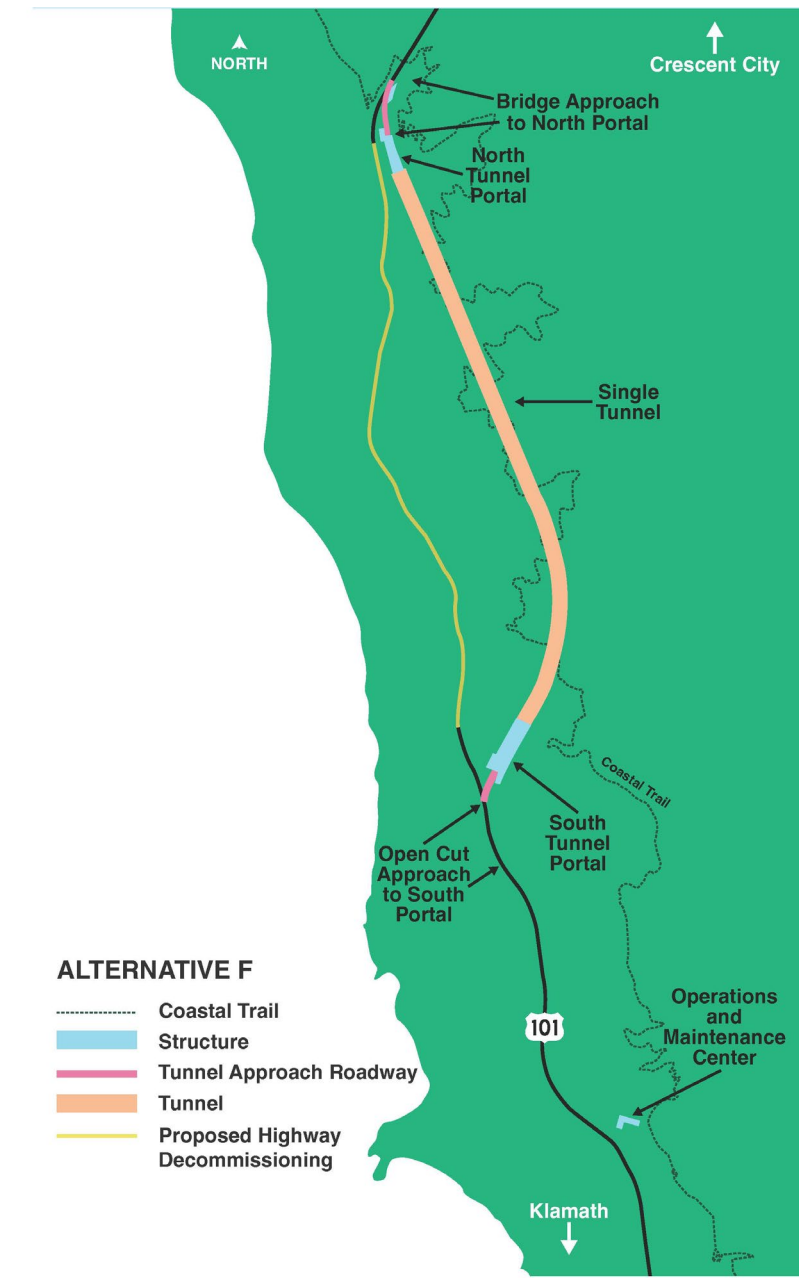 NORTH
Crescent City
Bridge Approach
to North Portal
North
Tunnel
Portal
Single
Tunnel
Coastal Trail
South
Tunnel
Portal
Open Cut
Approach
to South
Portal
101
Operations
and
Maintenance
Center
Klamath
ALTERNATIVE F
Coastal Trail
Structure
Tunnel Approach Roadway
Tunnel
Proposed Highway
Decommissioning